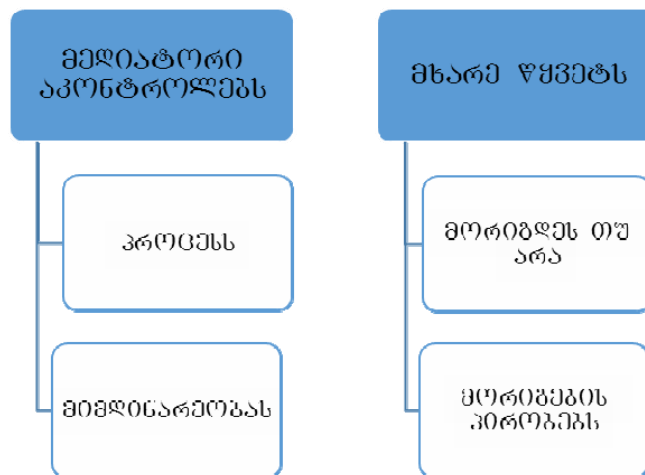 მედიატორი
აკონტროლებს
პროცესს
მიმდინარეობას
მხარე წყვეტს
მორიგდეს თუ
არა
მორიგების
პირობებს